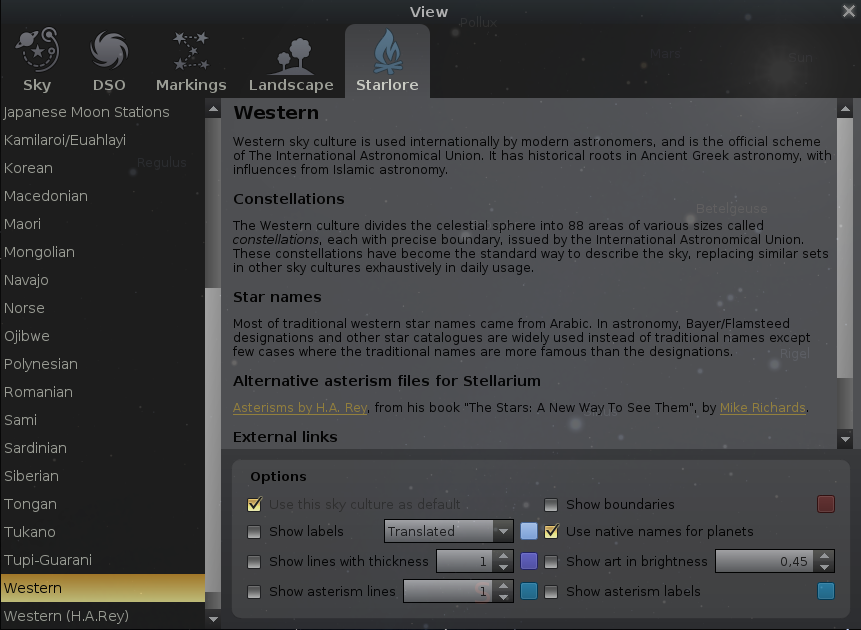 View
Pollux
Mars
Sun
Sky
DSO
Markings
Landscape
Starlore
Japanese Moon Stations
Kamilaroi/Euahlayi
Korean
Regulus
Macedonian
Maori
Mongolian
Navajo
Norse
Ojibwe
Polynesian
Romanian
Sami
Sardinian
Siberian
Tongan
Tukano
Tupi-Guarani
Western
Western (H.A.Rey)
Western
Western sky culture is used internationally by modern astronomers, and is the official scheme
of The International Astronomical Union. It has historical roots in Ancient Greek astronomy, with
influences from Islamic astronomy.
Constellations
Betelgeuse
The Western culture divides the celestial sphere into 88 areas of various sizes called
constellations, each with precise boundary, issued by the International Astronomical Union.
These constellations have become the standard way to describe the sky, replacing similar sets
in other sky cultures exhaustively in daily usage.
Star names
Most of traditional western star names came from Arabic. In astronomy, Bayer/Flamsteed
designations and other star catalogues are widely used instead of traditional names except
few cases where the traditional names are more famous than the designations.
Rigel
Alternative asterism files for Stellarium
Asterisms by H.A. Rey, from his book "The Stars: A New Way To See Them", by Mike Richards.
External links
Options
Use this sky culture as default
Show boundaries
Show labels
Translated
Use native names for planets
Show lines with thickness
1
Show art in brightness
0,45
Show asterism lines
1
Show asterism labels